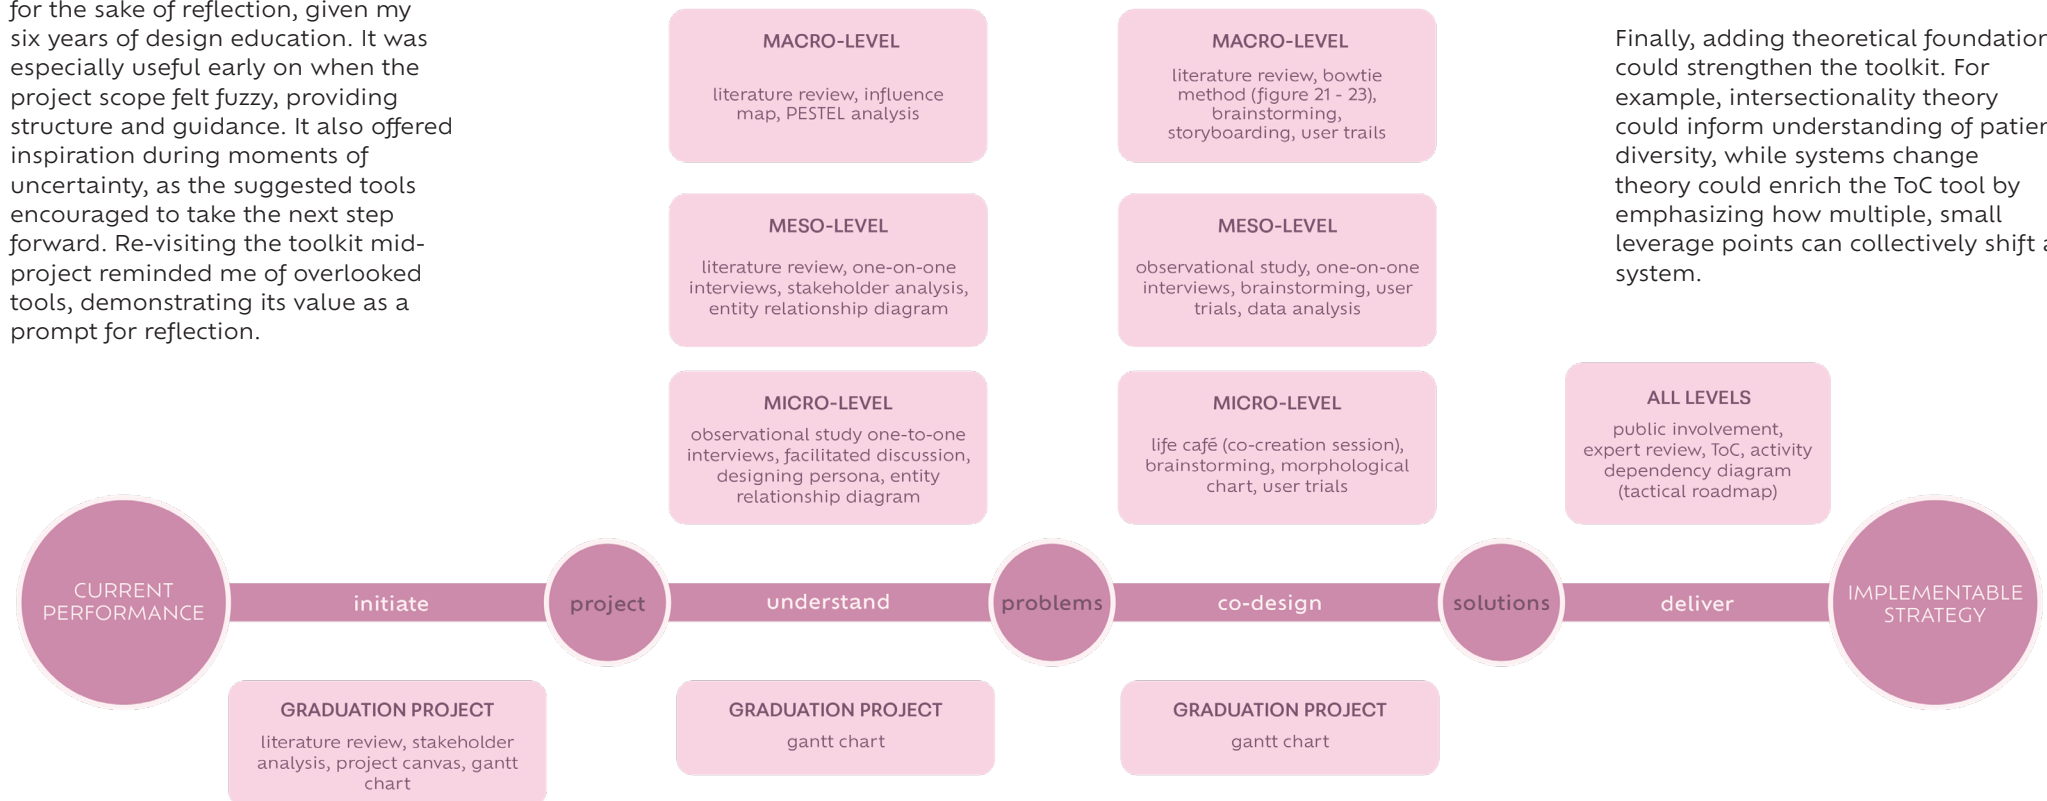 for the sake of reflection, given my
six years of design education. It was
especially useful early on when the
project scope felt fuzzy, providing
structure and guidance. It also offered
inspiration during moments of
uncertainty, as the suggested tools
encouraged to take the next step
forward. Re-visiting the toolkit mid-
project reminded me of overlooked
tools, demonstrating its value as a
prompt for reflection.
MACRO-LEVEL
literature review, influence
map, PESTEL analysis
MESO-LEVEL
literature review, one-on-one
interviews, stakeholder analysis,
entity relationship diagram
MICRO-LEVEL
observational study one-to-one
interviews, facilitated discussion,
designing persona, entity
relationship diagram
MACRO-LEVEL
literature review, bowtie
method (figure 21 - 23),
brainstorming,
storyboarding, user trails
MESO-LEVEL
observational study, one-on-one
interviews, brainstorming, user
trials, data analysis
MICRO-LEVEL
life café (co-creation session),
brainstorming, morphological
chart, user trials
Finally, adding theoretical foundation
could strengthen the toolkit. For
example, intersectionality theory
could inform understanding of patien
diversity, while systems change
theory could enrich the ToC tool by
emphasizing how multiple, small
leverage points can collectively shift a
system.
ALL LEVELS
public involvement,
expert review, ToC, activity
dependency diagram
(tactical roadmap)
CURRENT
PERFORMANCE
initiate
project
understand
problems
co-design
solutions
deliver
IMPLEMENTABLE
STRATEGY
GRADUATION PROJECT
literature review, stakeholder
analysis, project canvas, gantt
chart
GRADUATION PROJECT
gantt chart
GRADUATION PROJECT
gantt chart